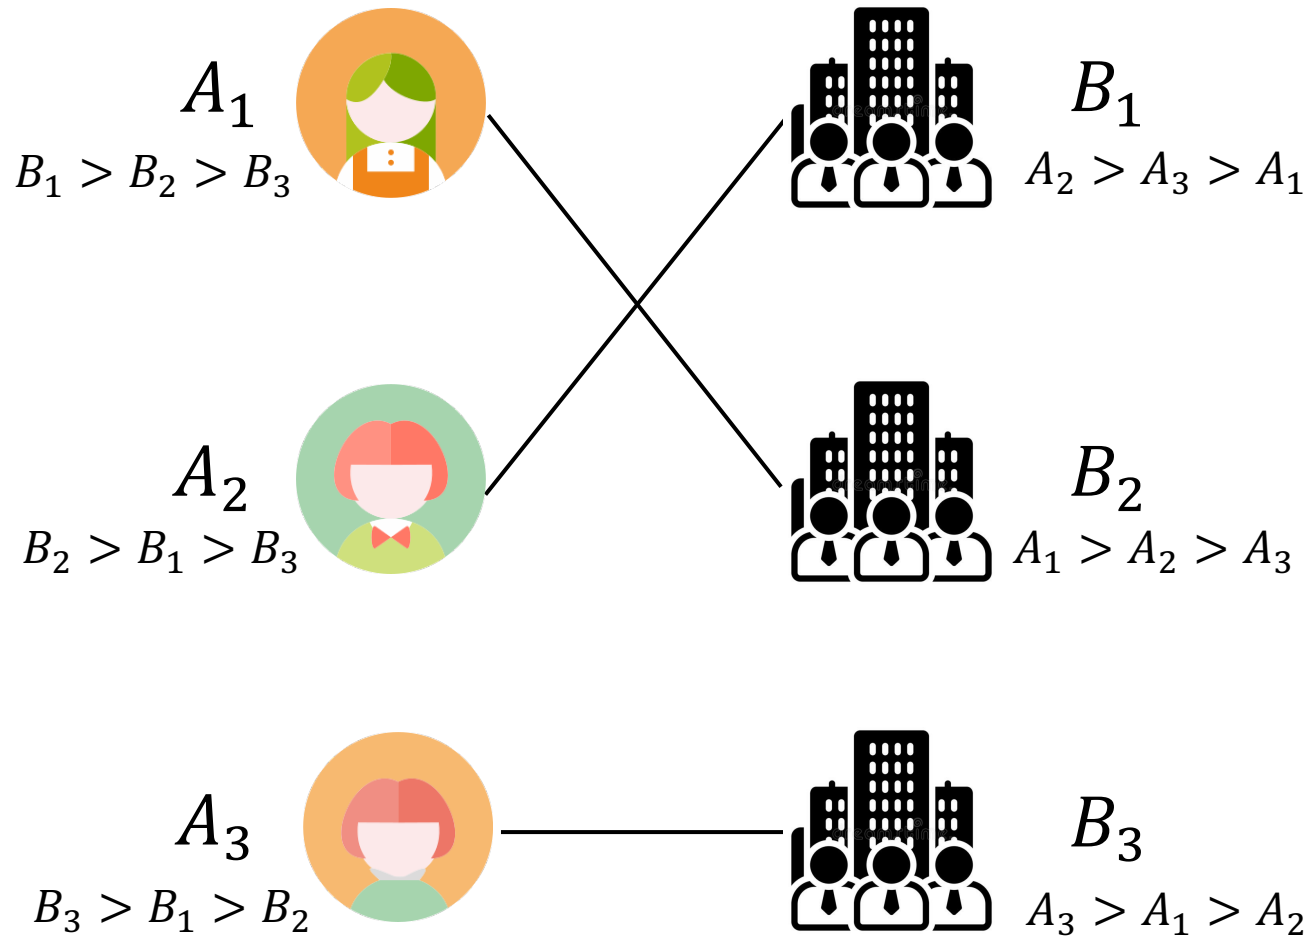 A₁
B₁ > B₂ > B₃
B₁
A₂ > A₃ > A₁
A₂
B₂ > B₁ > B₃
B₂
A₁ > A₂ > A₃
A₃
B₃ > B₁ > B₂
B₃
A₃ > A₁ > A₂